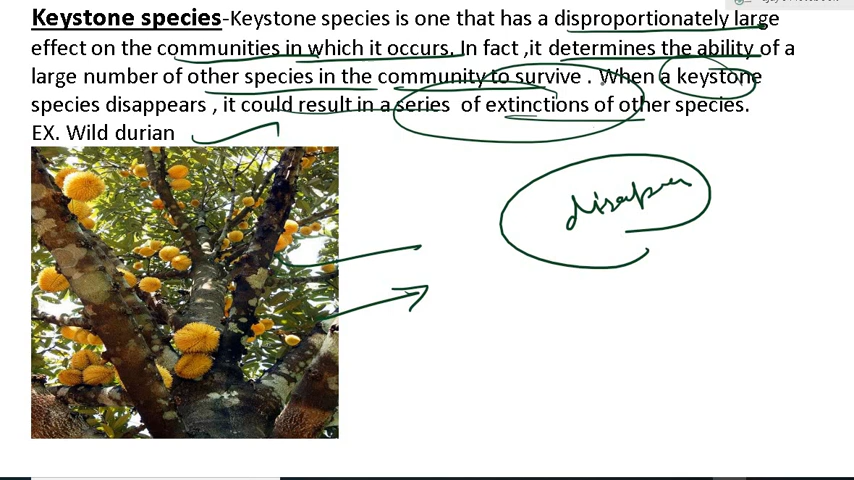 Keystone species-Keystone species is one that has a disproportionately large
effect on the communities in which it occurs. In fact ,it determines the ability of a
large number of other species in the community to survive . When a keystone
species disappears , it could result in a series of extinctions of other species.
EX. Wild durian